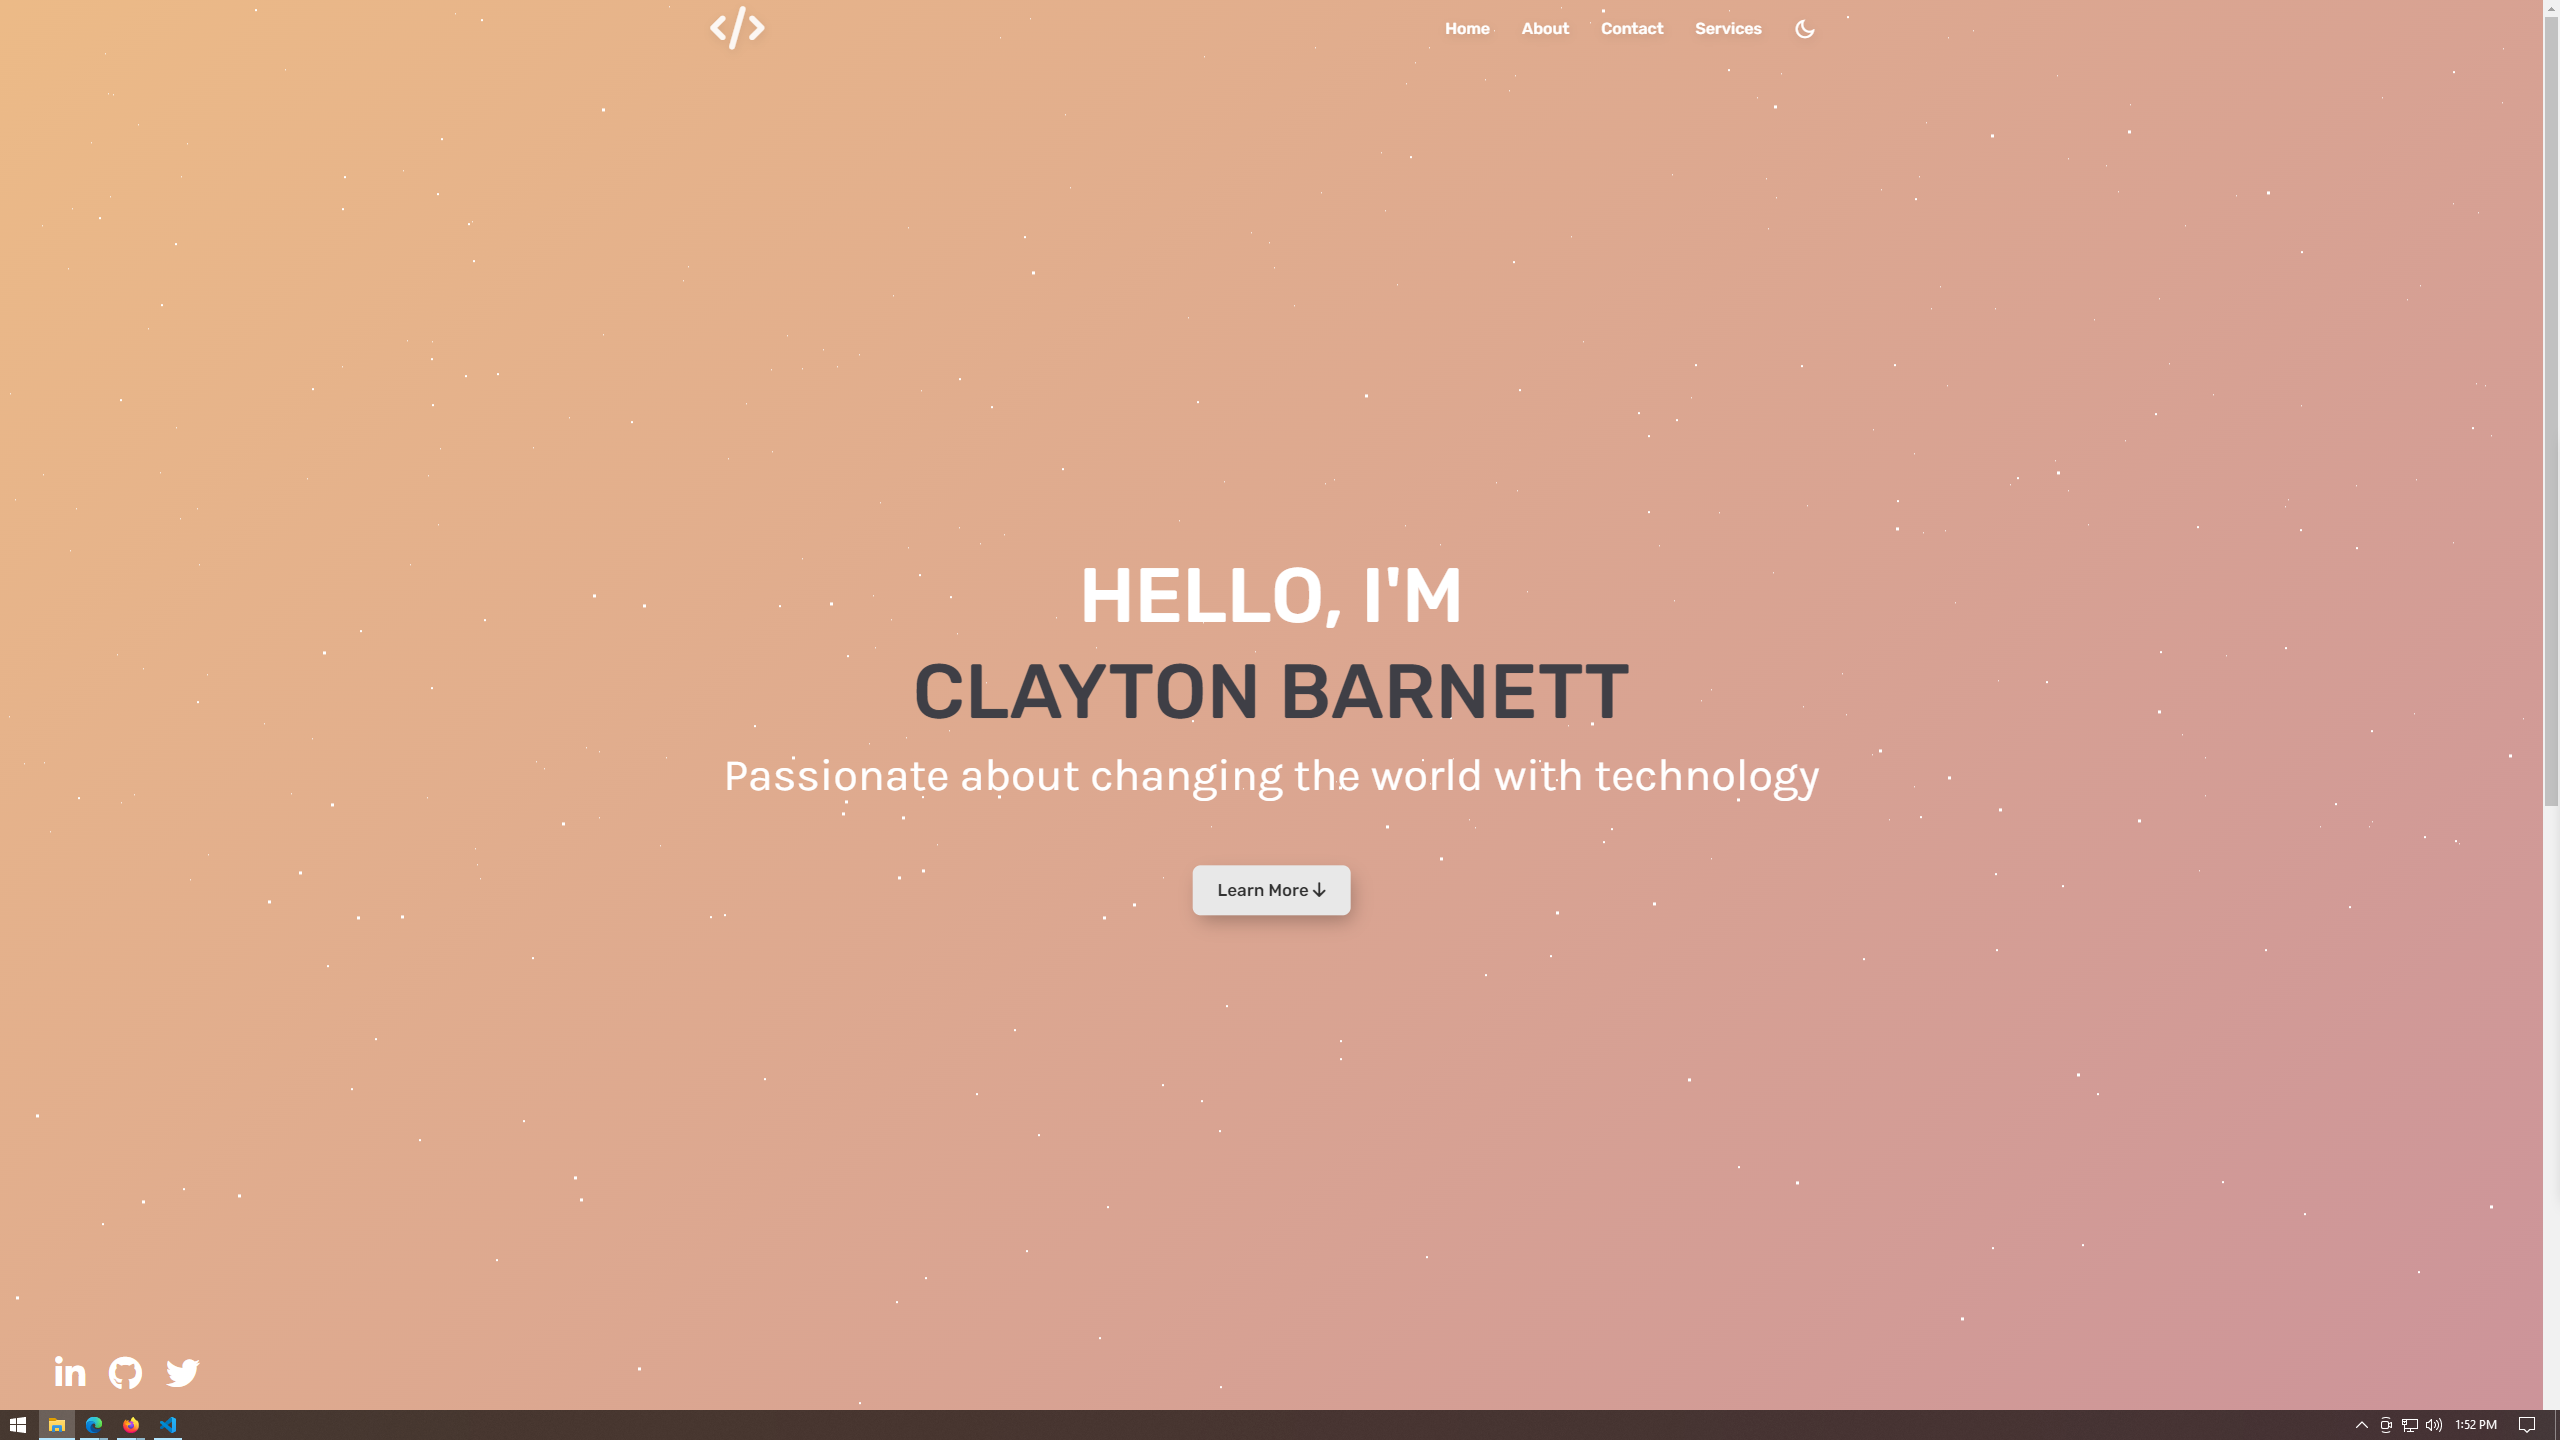 </>
Home About Contact Services
HELLO, I'M
CLAYTON BARNETT
Passionate about changing the world with technology
Learn More
in
1:52 PM